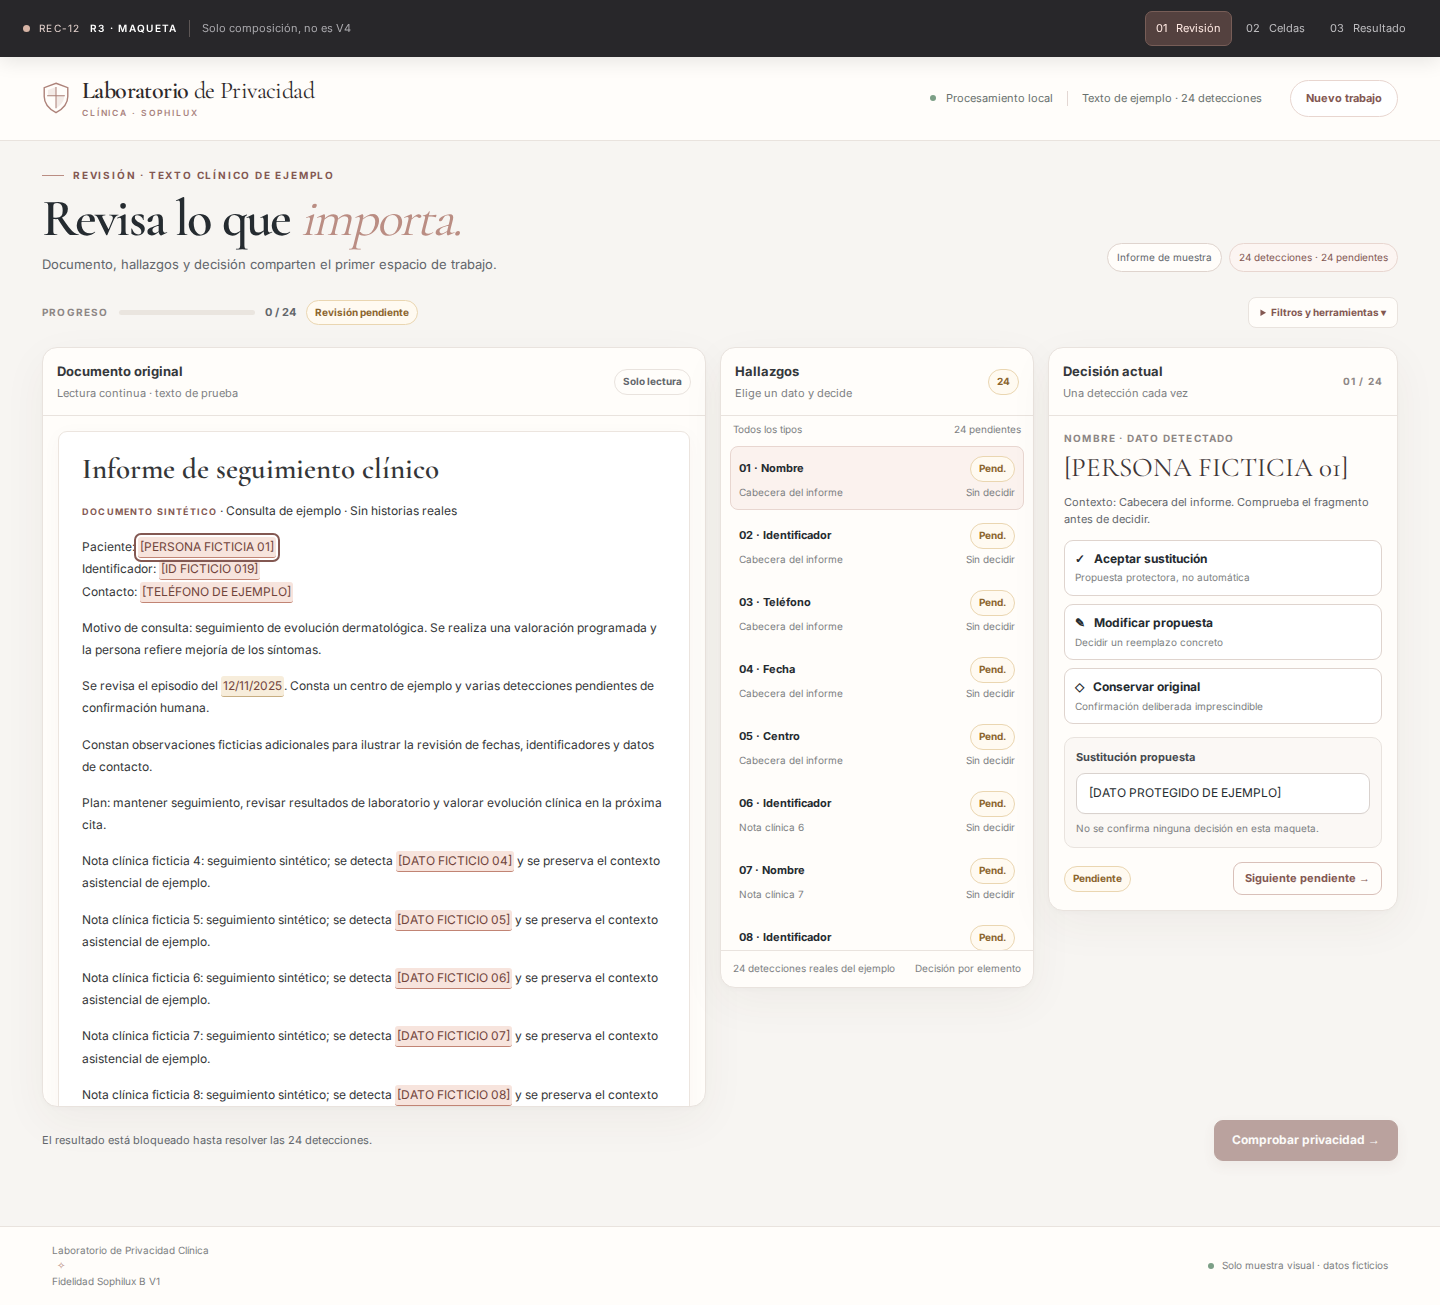 REC-12 R3 · MAQUETA Solo composición, no es V4
01 Revisión 02 Celdas 03 Resultado
Laboratorio de Privacidad
CLÍNICA · SOPHILUX
Procesamiento local Texto de ejemplo · 24 detecciones Nuevo trabajo
REVISIÓN · TEXTO CLÍNICO DE EJEMPLO
Revisa lo que importa.
Documento, hallazgos y decisión comparten el primer espacio de trabajo.
Informe de muestra 24 detecciones · 24 pendientes
PROGRESO 0 / 24 Revisión pendiente
▸ Filtros y herramientas ▾
Documento original
Lectura continua · texto de prueba
Solo lectura
Informe de seguimiento clínico
DOCUMENTO SINTÉTICO · Consulta de ejemplo · Sin historias reales
Paciente: [PERSONA FICTICIA 01]
Identificador: [ID FICTICIO 019]
Contacto: [TELÉFONO DE EJEMPLO]
Motivo de consulta: seguimiento de evolución dermatológica. Se realiza una valoración programada y
la persona refiere mejoría de los síntomas.
Se revisa el episodio del 12/11/2025. Consta un centro de ejemplo y varias detecciones pendientes de
confirmación humana.
Constan observaciones ficticias adicionales para ilustrar la revisión de fechas, identificadores y datos
de contacto.
Plan: mantener seguimiento, revisar resultados de laboratorio y valorar evolución clínica en la próxima
cita.
Nota clínica ficticia 4: seguimiento sintético; se detecta [DATO FICTICIO 04] y se preserva el contexto
asistencial de ejemplo.
Nota clínica ficticia 5: seguimiento sintético; se detecta [DATO FICTICIO 05] y se preserva el contexto
asistencial de ejemplo.
Nota clínica ficticia 6: seguimiento sintético; se detecta [DATO FICTICIO 06] y se preserva el contexto
asistencial de ejemplo.
Nota clínica ficticia 7: seguimiento sintético; se detecta [DATO FICTICIO 07] y se preserva el contexto
asistencial de ejemplo.
Nota clínica ficticia 8: seguimiento sintético; se detecta [DATO FICTICIO 08] y se preserva el contexto
Hallazgos
Elige un dato y decide
24
Todos los tipos 24 pendientes
01 · Nombre Pend.
Cabecera del informe Sin decidir
02 · Identificador Pend.
Cabecera del informe Sin decidir
03 · Teléfono Pend.
Cabecera del informe Sin decidir
04 · Fecha Pend.
Cabecera del informe Sin decidir
05 · Centro Pend.
Cabecera del informe Sin decidir
06 · Identificador Pend.
Nota clínica 6 Sin decidir
07 · Nombre Pend.
Nota clínica 7 Sin decidir
08 · Identificador Pend.
24 detecciones reales del ejemplo Decisión por elemento
Decisión actual
Una detección cada vez
01 / 24
NOMBRE · DATO DETECTADO
[PERSONA FICTICIA 01]
Contexto: Cabecera del informe. Comprueba el fragmento
antes de decidir.
✓ Aceptar sustitución
Propuesta protectora, no automática
✎ Modificar propuesta
Decidir un reemplazo concreto
◇ Conservar original
Confirmación deliberada imprescindible
Sustitución propuesta
[DATO PROTEGIDO DE EJEMPLO]
No se confirma ninguna decisión en esta maqueta.
Pendiente Siguiente pendiente →
El resultado está bloqueado hasta resolver las 24 detecciones.
Comprobar privacidad →
Laboratorio de Privacidad Clínica
✧
Fidelidad Sophilux B V1
Solo muestra visual · datos ficticios